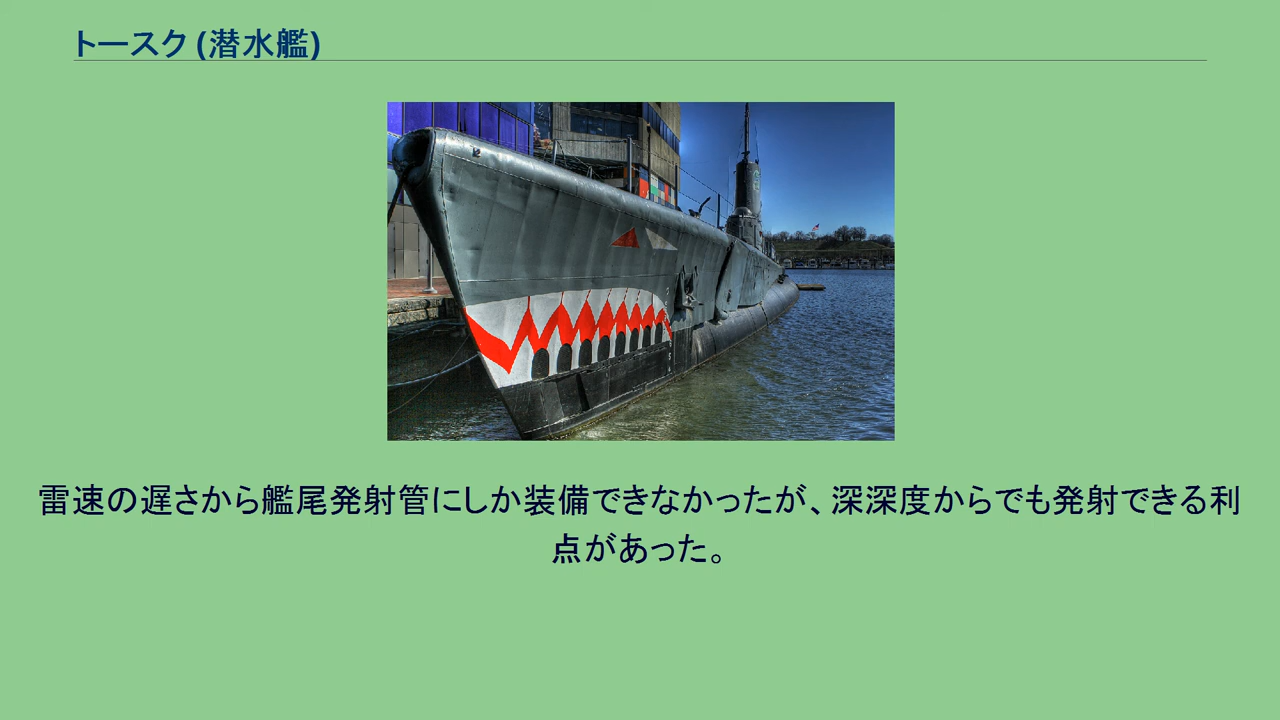 トースク (潜水艦)
雷速の遅さから艦尾発射管にしか装備できなかったが、深深度からでも発射できる利
点があった。